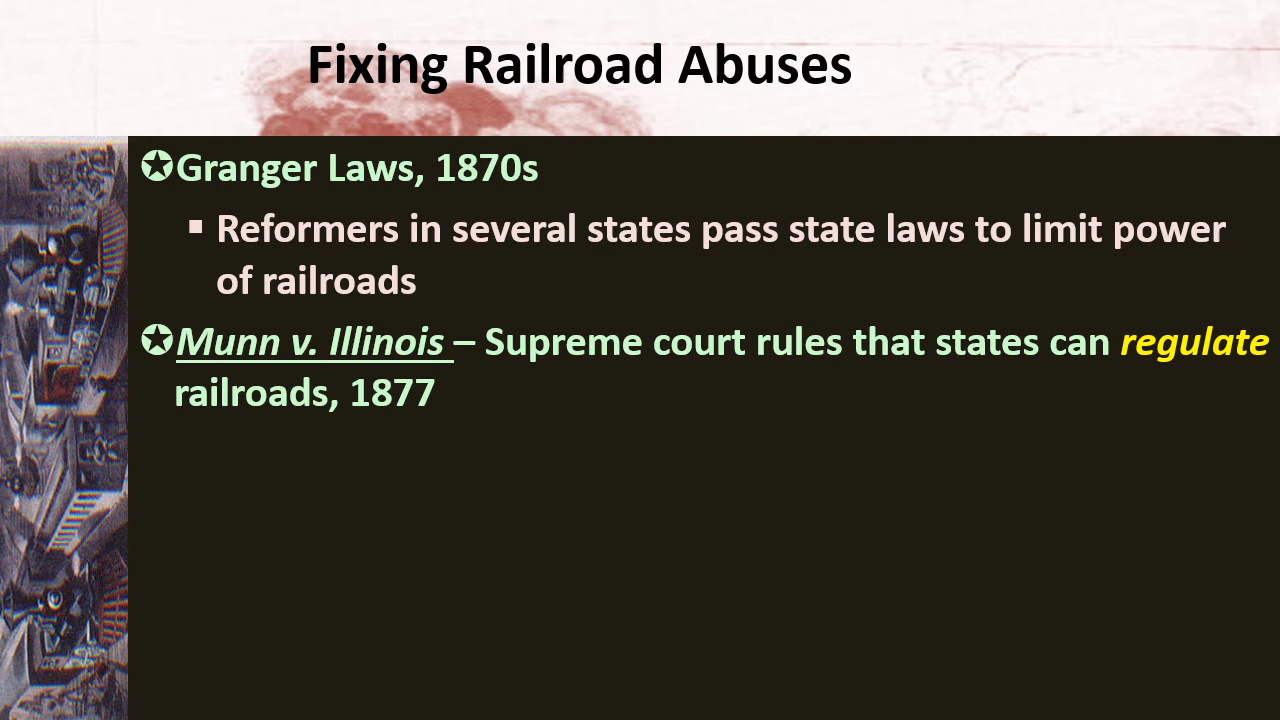 Fixing Railroad Abuses
✪Granger Laws, 1870s
▪ Reformers in several states pass state laws to limit power
of railroads
✪Munn v. Illinois – Supreme court rules that states can regulate
railroads, 1877